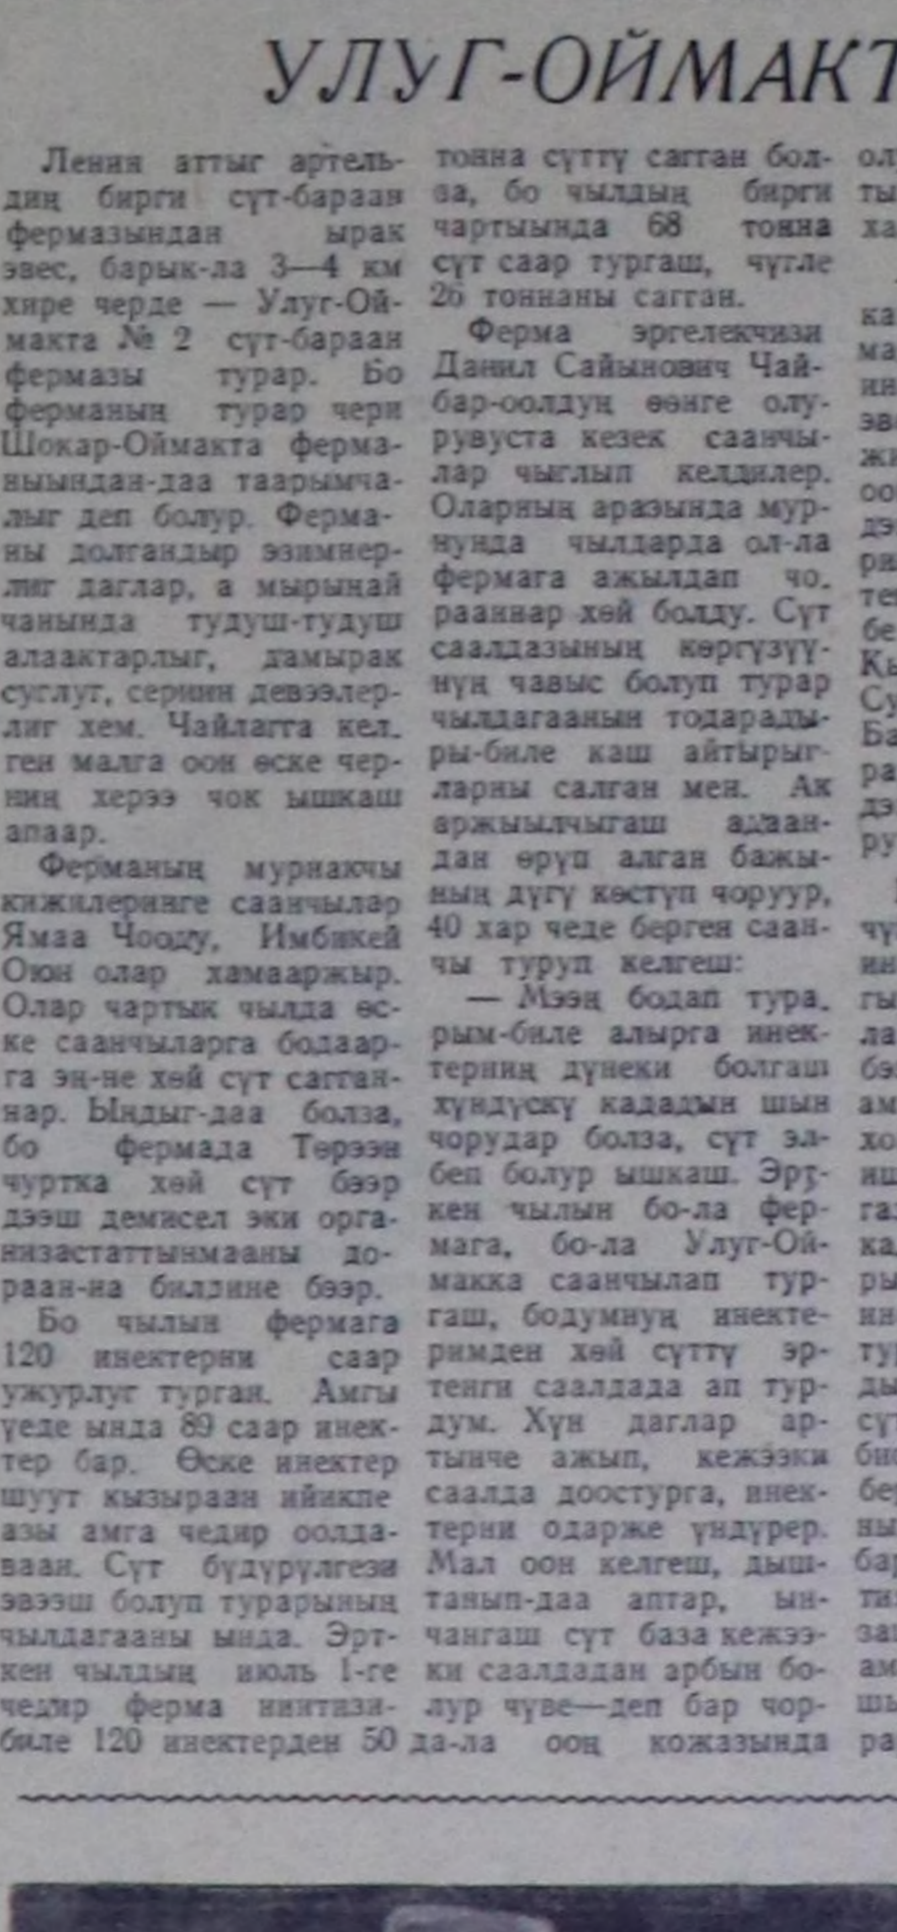 УЛУГ-ОЙМАКТ
Ленин аттыг артель-
диң бирги сүт-бараан
фермазындан ырак
эвес, барык-ла 3—4 км
хире черде — Улуг-Ой-
макта № 2 сүт-бараан
фермазы турар. Бо
ферманың турар чери
Шокар-Оймакта ферма-
ныындан-даа таарымча-
лыг деп болур. Ферма-
ны долгандыр эзимнер-
лиг даглар, а мырыңай
чанында тудуш-тудуш
алаактарлыг, дамырак
суглуг, сериин девээлер-
лиг хем. Чайлагга кел-
ген малга оон өске чер-
ниң херээ чок ышкаш
апаар.
Ферманың мурнакчы
кижилеринге саанчылар
Ямаа Чооду, Имбикей
Оюн олар хамааржыр.
Олар чартык чылда өс-
ке саанчыларга бодаар-
га эң-не хөй сүт сагган-
нар. Ындыг-даа болза,
бо фермада Төрээн
чуртка хөй сүт бээр
дээш демисел эки орга-
низастаттынмааны до-
раан-на билдине бээр.
Бо чылын фермага
120 инектерни саар
ужурлуг турган. Амгы
үеде ында 89 саар инек-
тер бар. Өске инектер
шуут кызыраан ийикпе
азы амга чедир оолда-
ваан. Сүт бүдүрүлгези
эвээш болуп турарының
чылдагааны ында. Эрт-
кен чылдың июль 1-ге
чедир ферма ниитизи-
биле 120 инектерден 50
тонна сүттү сагган бол-
за, бо чылдың бирги
чартыында 68 тонна
сүт саар тургаш, чүгле
26 тоннаны сагган.
Ферма эргелекчизи
Данил Сайынович Чай-
бар-оолдуң өөнге олу-
рувуста кезек саанчы-
лар чыглып келдилер.
Оларның аразында мур-
нунда чылдарда ол-ла
фермага ажылдап чо.
рааннар хөй болду. Сүт
саалдазының көргүзүү-
нүң чавыс болуп турар
чылдагаанын тодарады-
ры-биле каш айтырыг-
ларны салган мен. Ак
аржыылчыгаш адаан-
дан өрүп алган бажы-
ның дүгү көстүп чоруур,
40 хар чеде берген саан-
чы туруп келгеш:
— Мээң бодап тура.
рым-биле алырга инек-
терниң дүнеки болгаш
хүндүскү кададын шын
чорудар болза, сүт эл-
беп болур ышкаш. Эрт-
кен чылын бо-ла фер-
мага, бо-ла Улуг-Ой-
макка саанчылап тур-
гаш, бодумнуң инекте-
римден хөй сүттү эр-
тенги саалдада ап тур-
дум. Хүн даглар ар-
тынче ажып, кежээки
саалда доостурга, инек-
терни одарже үндүрер.
Мал оон келгеш, дыш-
танып-даа аптар, ын-
чангаш сүт база кежээ-
ки саалдадан арбын бо-
лур чүве—деп бар чор-
да-ла ооң кожазында